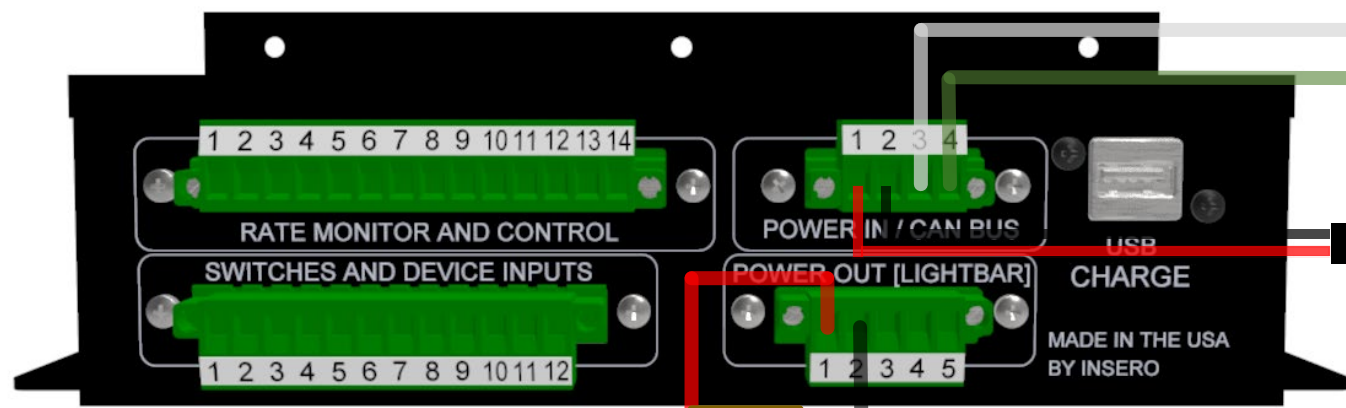 1 2 3 4 5 6 7 8 9 10 11 12 13 14
RATE MONITOR AND CONTROL
1 2 3 4
POWER IN / CAN BUS
USB
CHARGE
SWITCHES AND DEVICE INPUTS
1 2 3 4 5 6 7 8 9 10 11 12
POWER OUT [LIGHTBAR]
1 2 3 4 5
MADE IN THE USA
BY INSERO